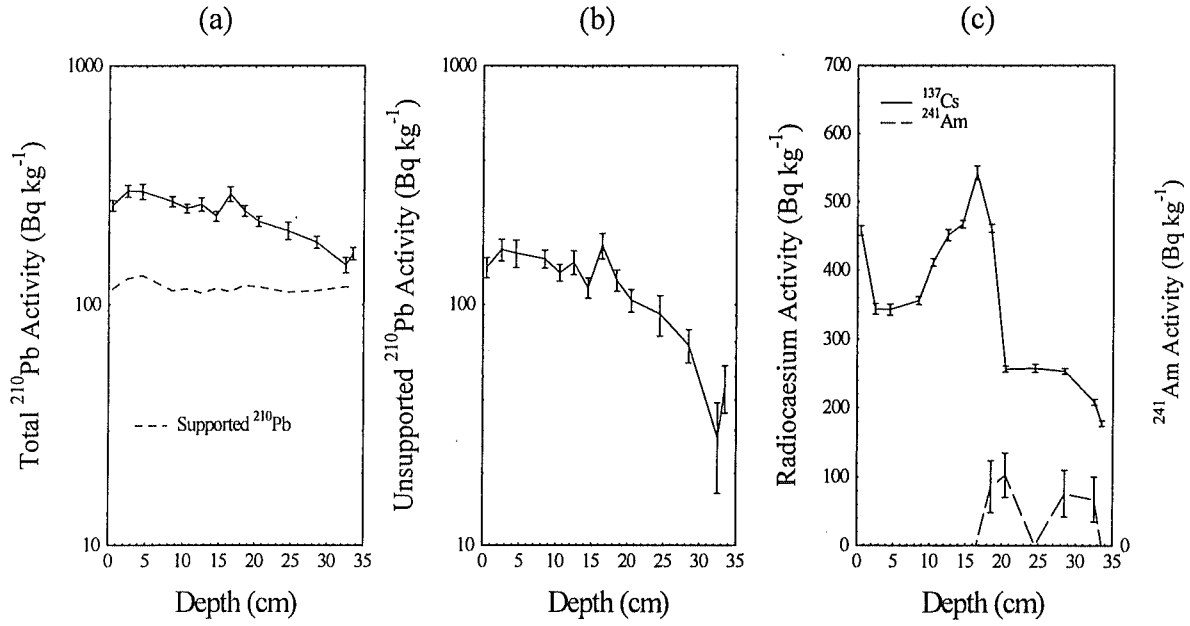 (a)
(b)
(c)
Total ²¹⁰Pb Activity (Bq kg⁻¹)
1000
100
10
Supported ²¹⁰Pb
0 5 10 15 20 25 30 35
Depth (cm)
Unsupported ²¹⁰Pb Activity (Bq kg⁻¹)
1000
100
10
0 5 10 15 20 25 30 35
Depth (cm)
Radiocaesium Activity (Bq kg⁻¹)
700
600
500
400
300
200
100
0
¹³⁷Cs
²⁴¹Am
0 5 10 15 20 25 30 35
Depth (cm)
²⁴¹Am Activity (Bq kg⁻¹)
0